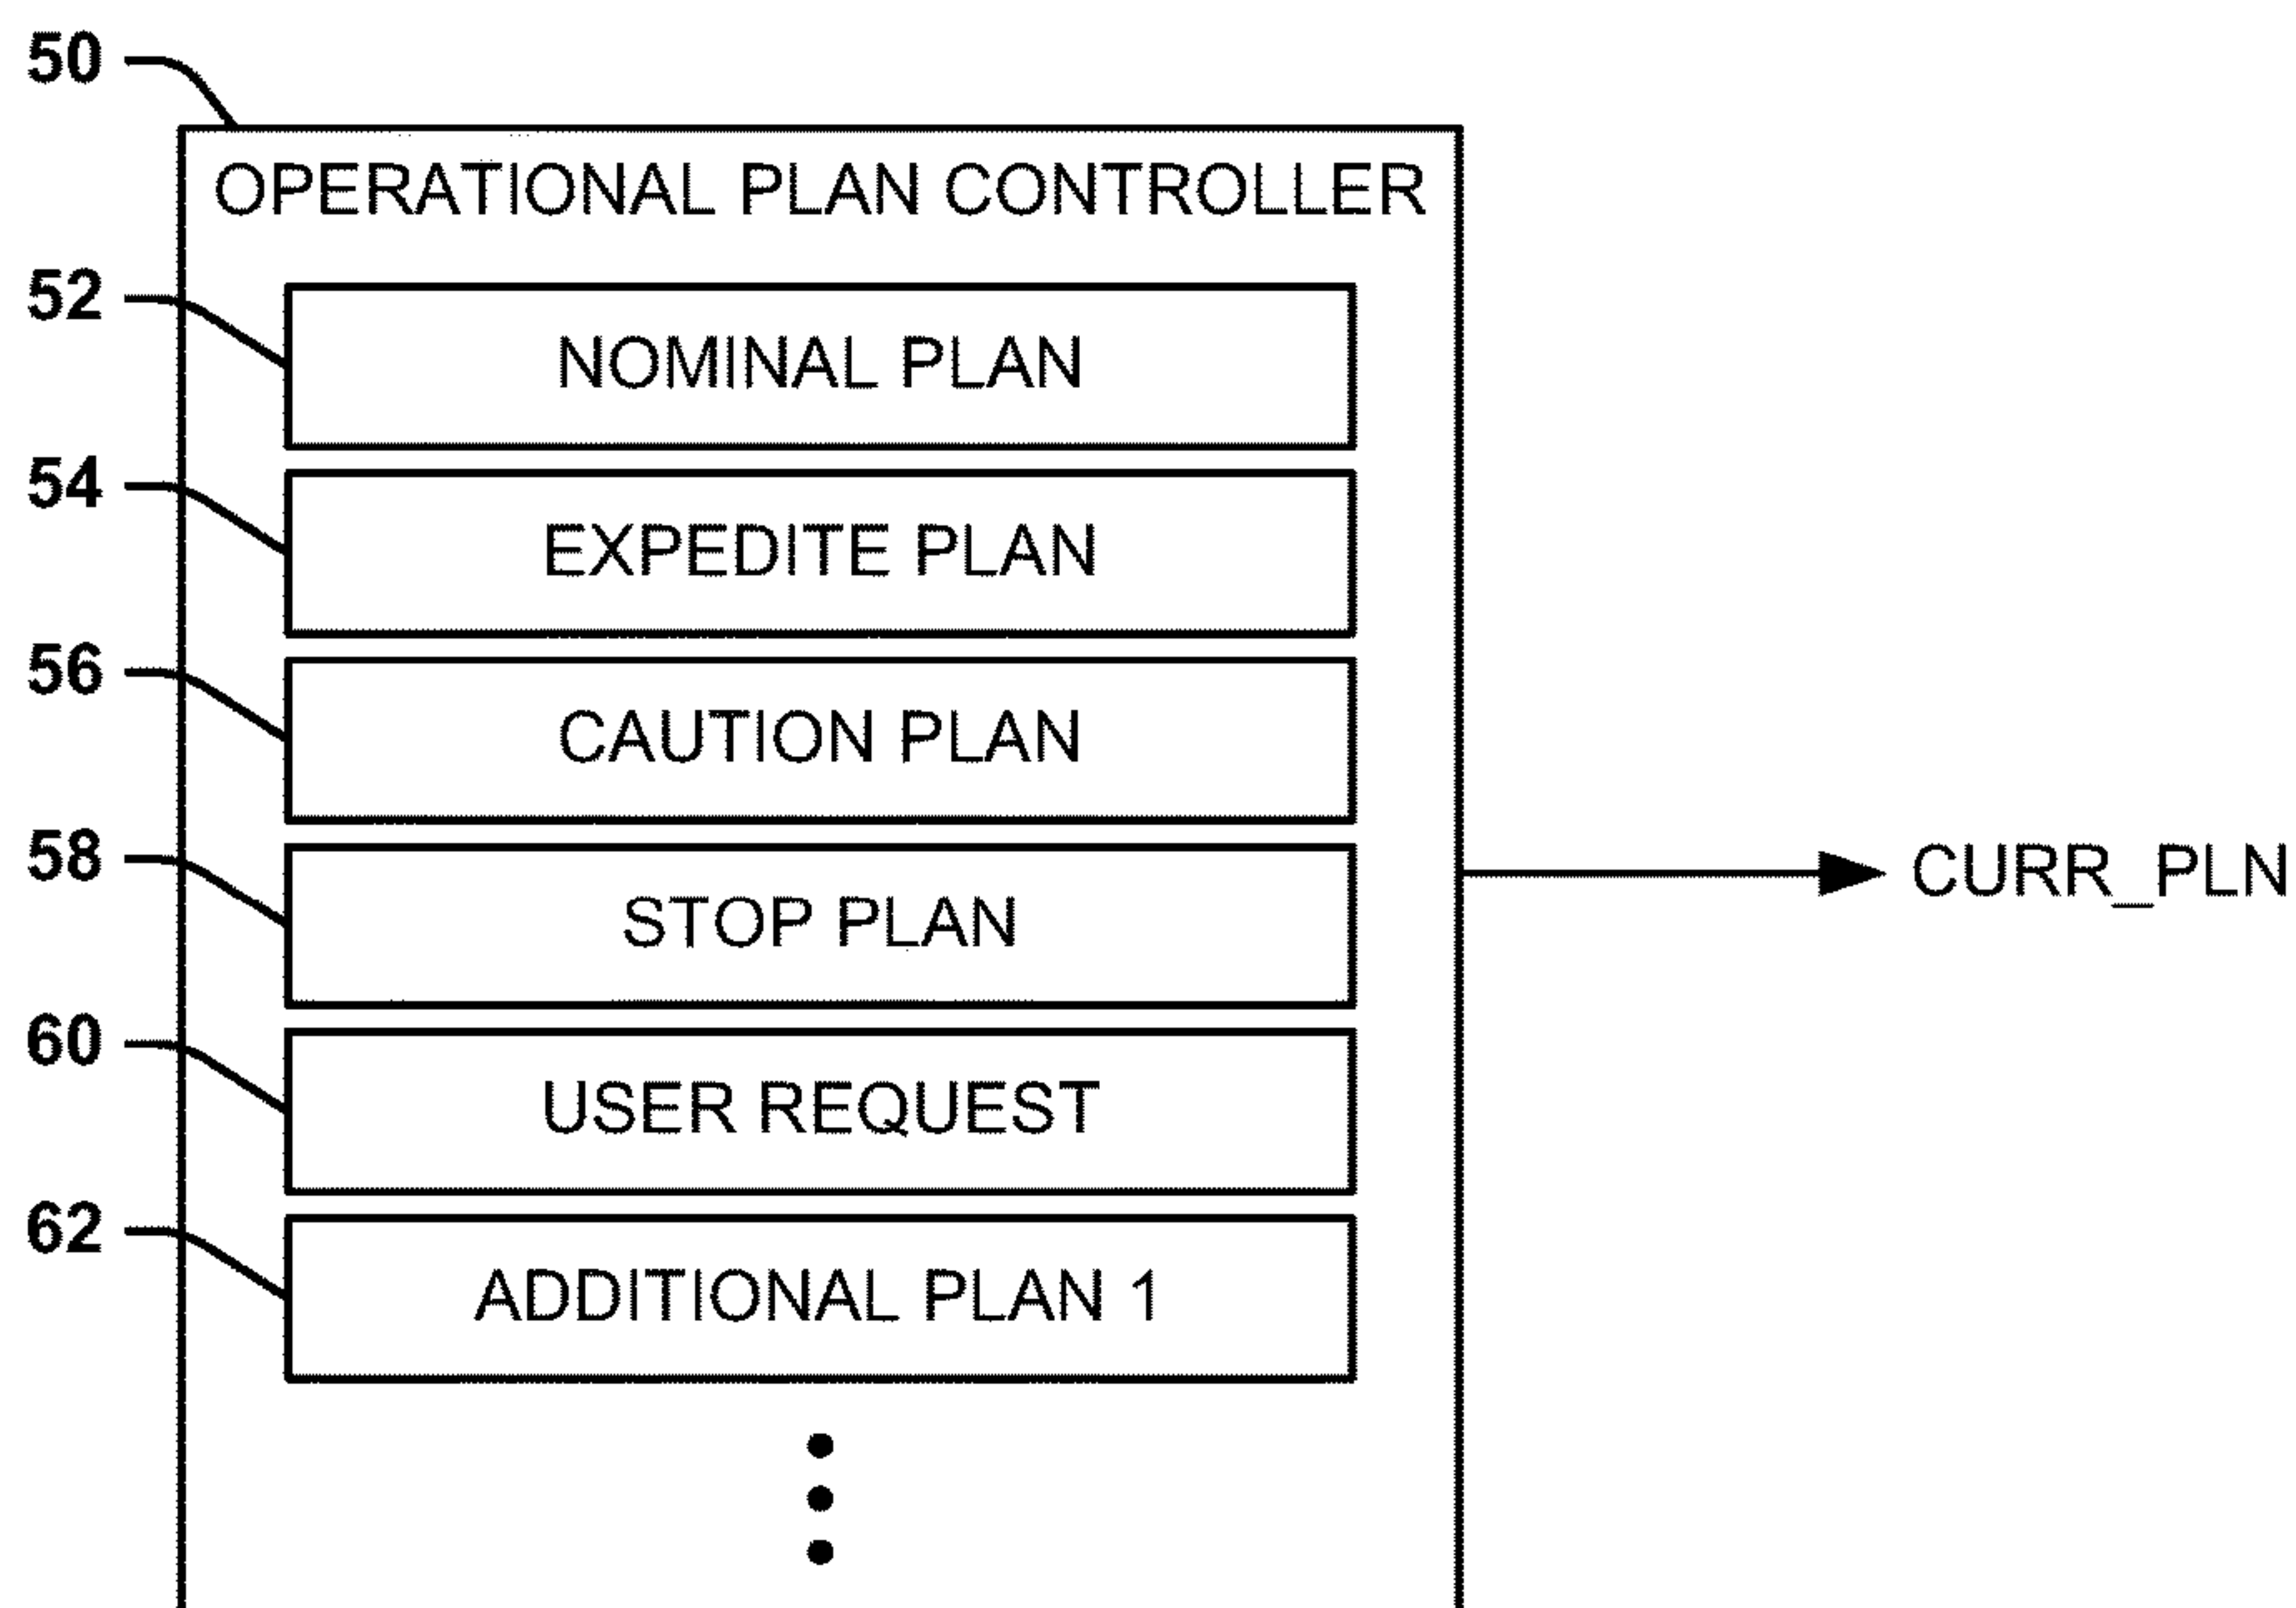 50
OPERATIONAL PLAN CONTROLLER
52
NOMINAL PLAN
54
EXPEDITE PLAN
56
CAUTION PLAN
58
STOP PLAN
CURR_PLN
60
USER REQUEST
62
ADDITIONAL PLAN 1